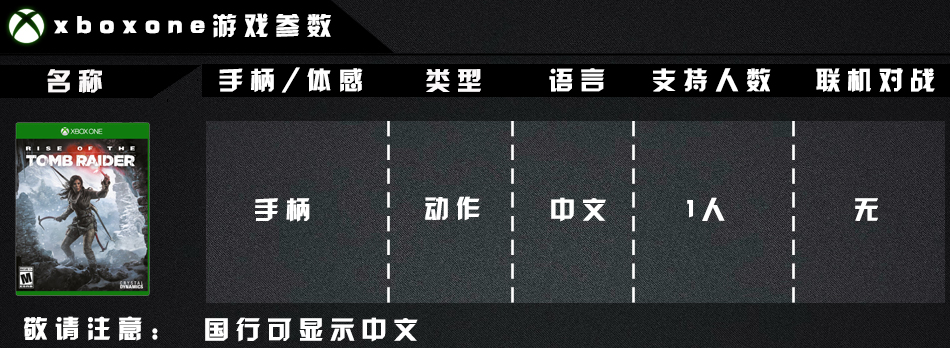 xboxone游戏参数
名称 手柄/体感 类型 语言 支持人数 联机对战
XBOX ONE
RISE OF THE
TOMB RAIDER
手柄 动作 中文 1人 无
M
CRYSTAL
DYNAMICS
敬请注意： 国行可显示中文